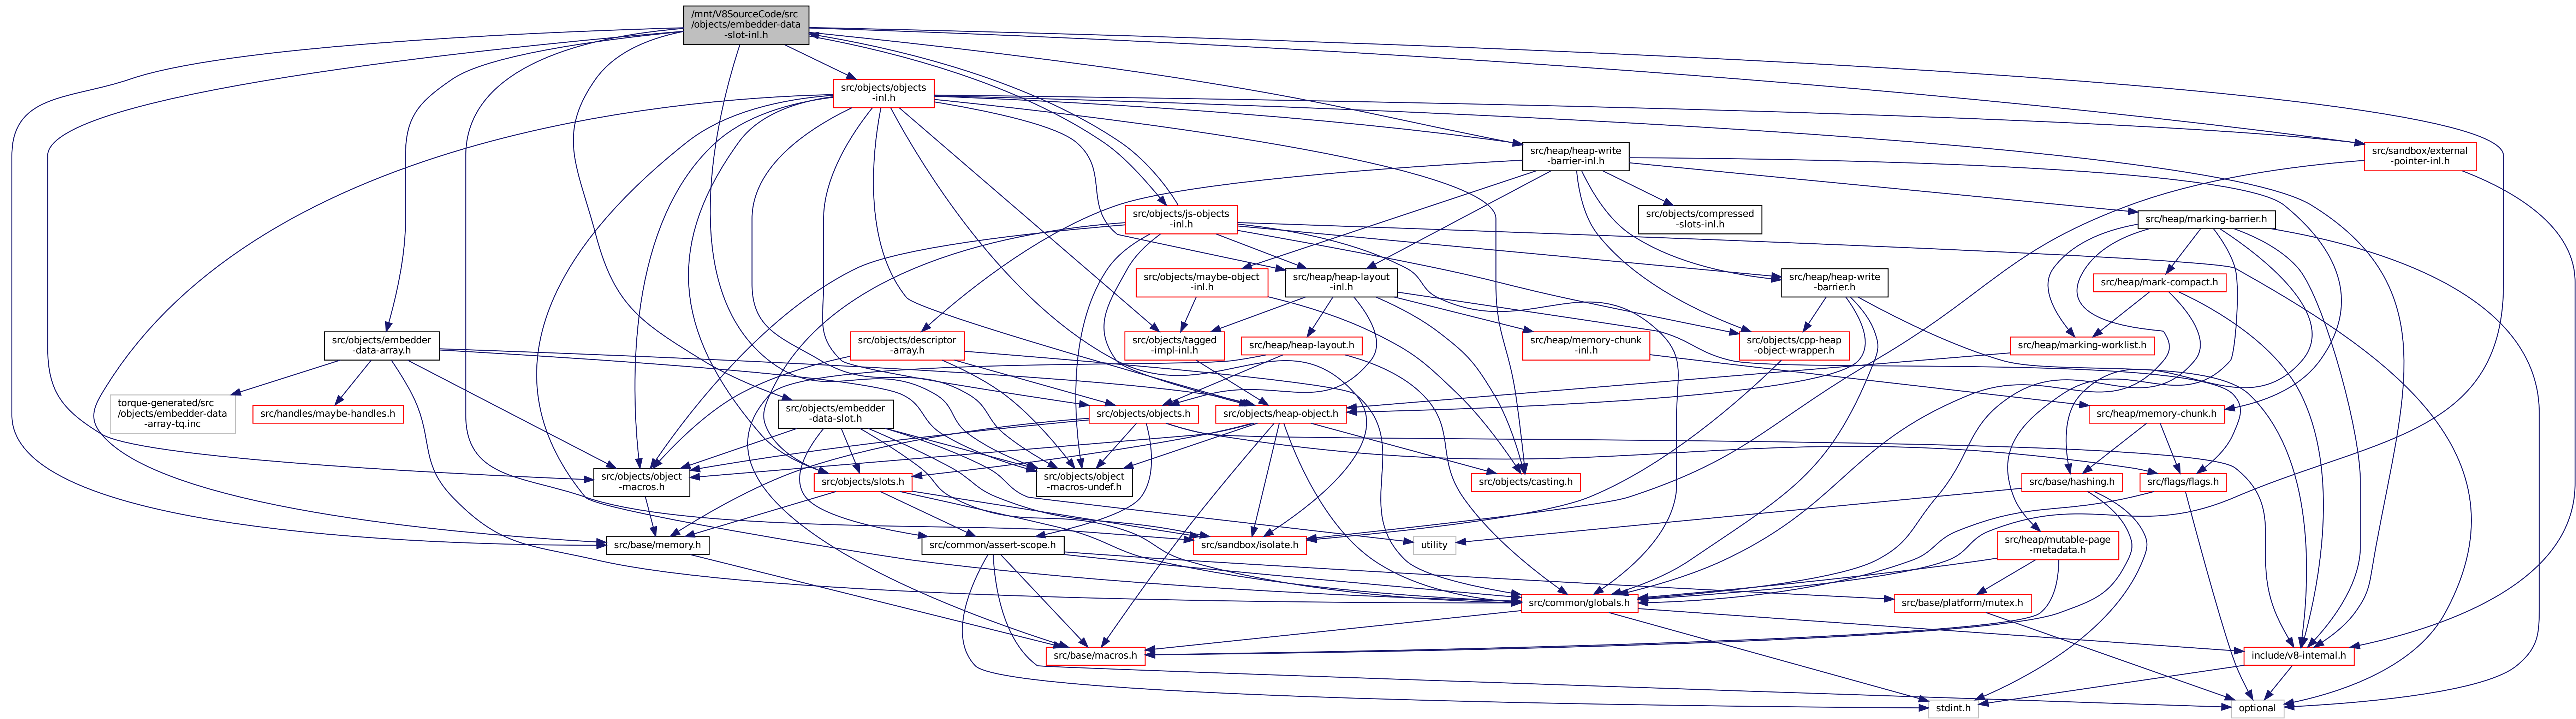 /mnt/V8SourceCode/src
/objects/embedder-data
-slot-inl.h
src/objects/objects
-inl.h
src/heap/heap-write
-barrier-inl.h
src/sandbox/external
-pointer-inl.h
src/objects/js-objects
-inl.h
src/objects/compressed
-slots-inl.h
src/heap/marking-barrier.h
src/objects/maybe-object
-inl.h
src/heap/heap-layout
-inl.h
src/heap/heap-write
-barrier.h
src/heap/mark-compact.h
src/objects/embedder
-data-array.h
src/objects/descriptor
-array.h
src/objects/tagged
-impl-inl.h
src/heap/heap-layout.h
src/heap/memory-chunk
-inl.h
src/objects/cpp-heap
-object-wrapper.h
src/heap/marking-worklist.h
torque-generated/src
/objects/embedder-data
-array-tq.inc
src/handles/maybe-handles.h
src/objects/embedder
-data-slot.h
src/objects/objects.h
src/objects/heap-object.h
src/heap/memory-chunk.h
src/objects/object
-macros.h
src/objects/slots.h
src/objects/object
-macros-undef.h
src/objects/casting.h
src/base/hashing.h
src/flags/flags.h
src/base/memory.h
src/common/assert-scope.h
src/sandbox/isolate.h
utility
src/heap/mutable-page
-metadata.h
src/common/globals.h
src/base/platform/mutex.h
src/base/macros.h
include/v8-internal.h
stdint.h
optional